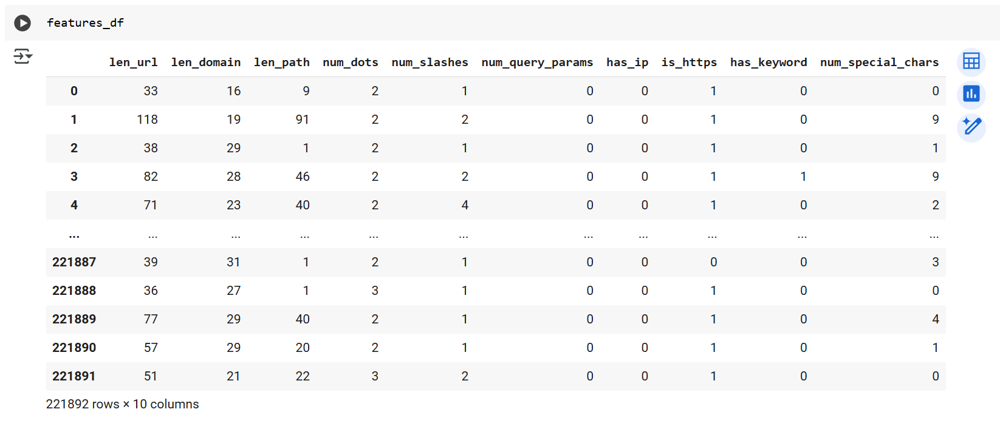 features_df
len_url len_domain len_path num_dots num_slashes num_query_params has_ip is_https has_keyword num_special_chars
0 33 16 9 2 1 0 0 1 0 0
1 118 19 91 2 2 0 0 1 0 9
2 38 29 1 2 1 0 0 1 0 1
3 82 28 46 2 2 0 0 1 1 9
4 71 23 40 2 4 0 0 1 0 2
... ... ... ... ... ... ... ... ... ... ...
221887 39 31 1 2 1 0 0 0 0 3
221888 36 27 1 3 1 0 0 1 0 0
221889 77 29 40 2 1 0 0 1 0 4
221890 57 29 20 2 1 0 0 1 0 1
221891 51 21 22 3 2 0 0 1 0 0
221892 rows × 10 columns